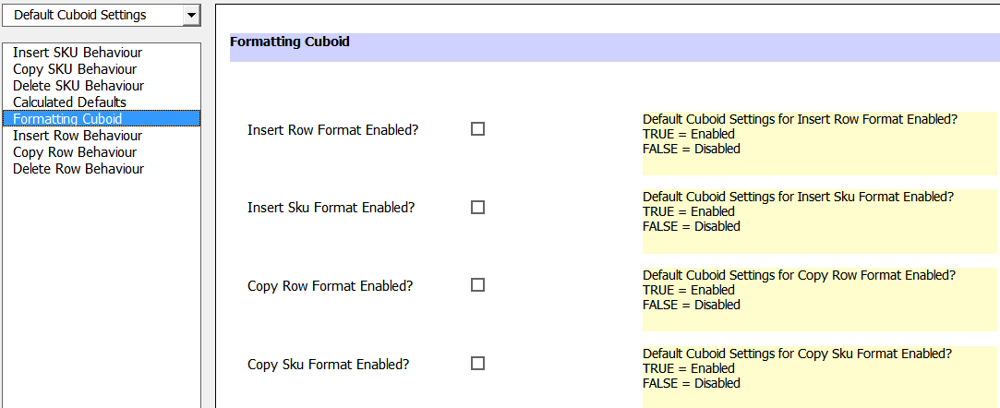 Default Cuboid Settings
Insert SKU Behaviour
Copy SKU Behaviour
Delete SKU Behaviour
Calculated Defaults
Formatting Cuboid
Insert Row Behaviour
Copy Row Behaviour
Delete Row Behaviour
Formatting Cuboid
Insert Row Format Enabled?
Default Cuboid Settings for Insert Row Format Enabled?
TRUE = Enabled
FALSE = Disabled
Insert Sku Format Enabled?
Default Cuboid Settings for Insert Sku Format Enabled?
TRUE = Enabled
FALSE = Disabled
Copy Row Format Enabled?
Default Cuboid Settings for Copy Row Format Enabled?
TRUE = Enabled
FALSE = Disabled
Copy Sku Format Enabled?
Default Cuboid Settings for Copy Sku Format Enabled?
TRUE = Enabled
FALSE = Disabled